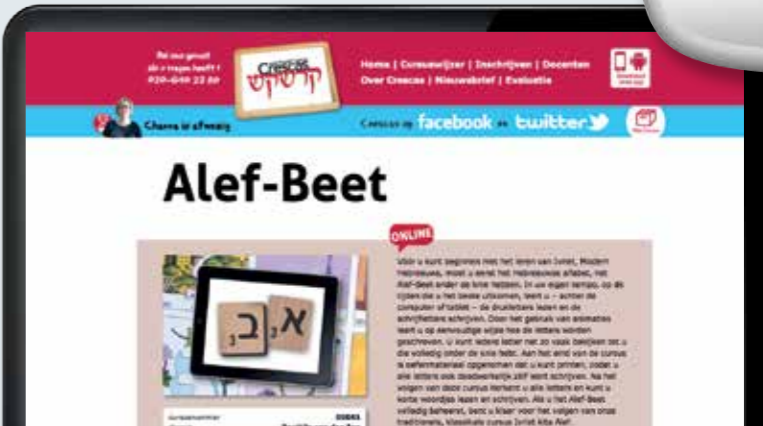 Bel ons gerust
als u vragen heeft !
020-640 23 80
Crescas
קרשקש
Home | Cursuswijzer | Inschrijven | Docenten
Over Crescas | Nieuwsbrief | Evaluatie
Download
Chawa is afwezig
Crescas op facebook en twitter
Alef-Beet
ONLINE
א
ב
Vóór u kunt beginnen met het leren van Ivriet, Modern
Hebreeuws, moet u eerst het Hebreeuwse alfabet, het
Alef-Beet onder de knie hebben. In uw eigen tempo, op de
tijden die u het beste uitkomen, leert u – achter de
computer of tablet – de drukletters lezen en de
schrijfletters schrijven. Door het gebruik van animaties
leert u op eenvoudige wijze hoe de letters worden
geschreven. U kunt iedere letter net zo vaak bekijken tot u
die volledig onder de knie hebt. Aan het eind van de cursus
is oefenmateriaal opgenomen dat u kunt printen, zodat u
alle letters ook daadwerkelijk zélf kunt schrijven. Na het
volgen van deze cursus herkent u alle letters en kunt u
korte woordjes lezen en schrijven. Als u het Alef-Beet
volledig beheerst, bent u klaar voor het volgen van onze
traditionele, klassikale cursus Ivriet kita Alef.
Cursusnummer